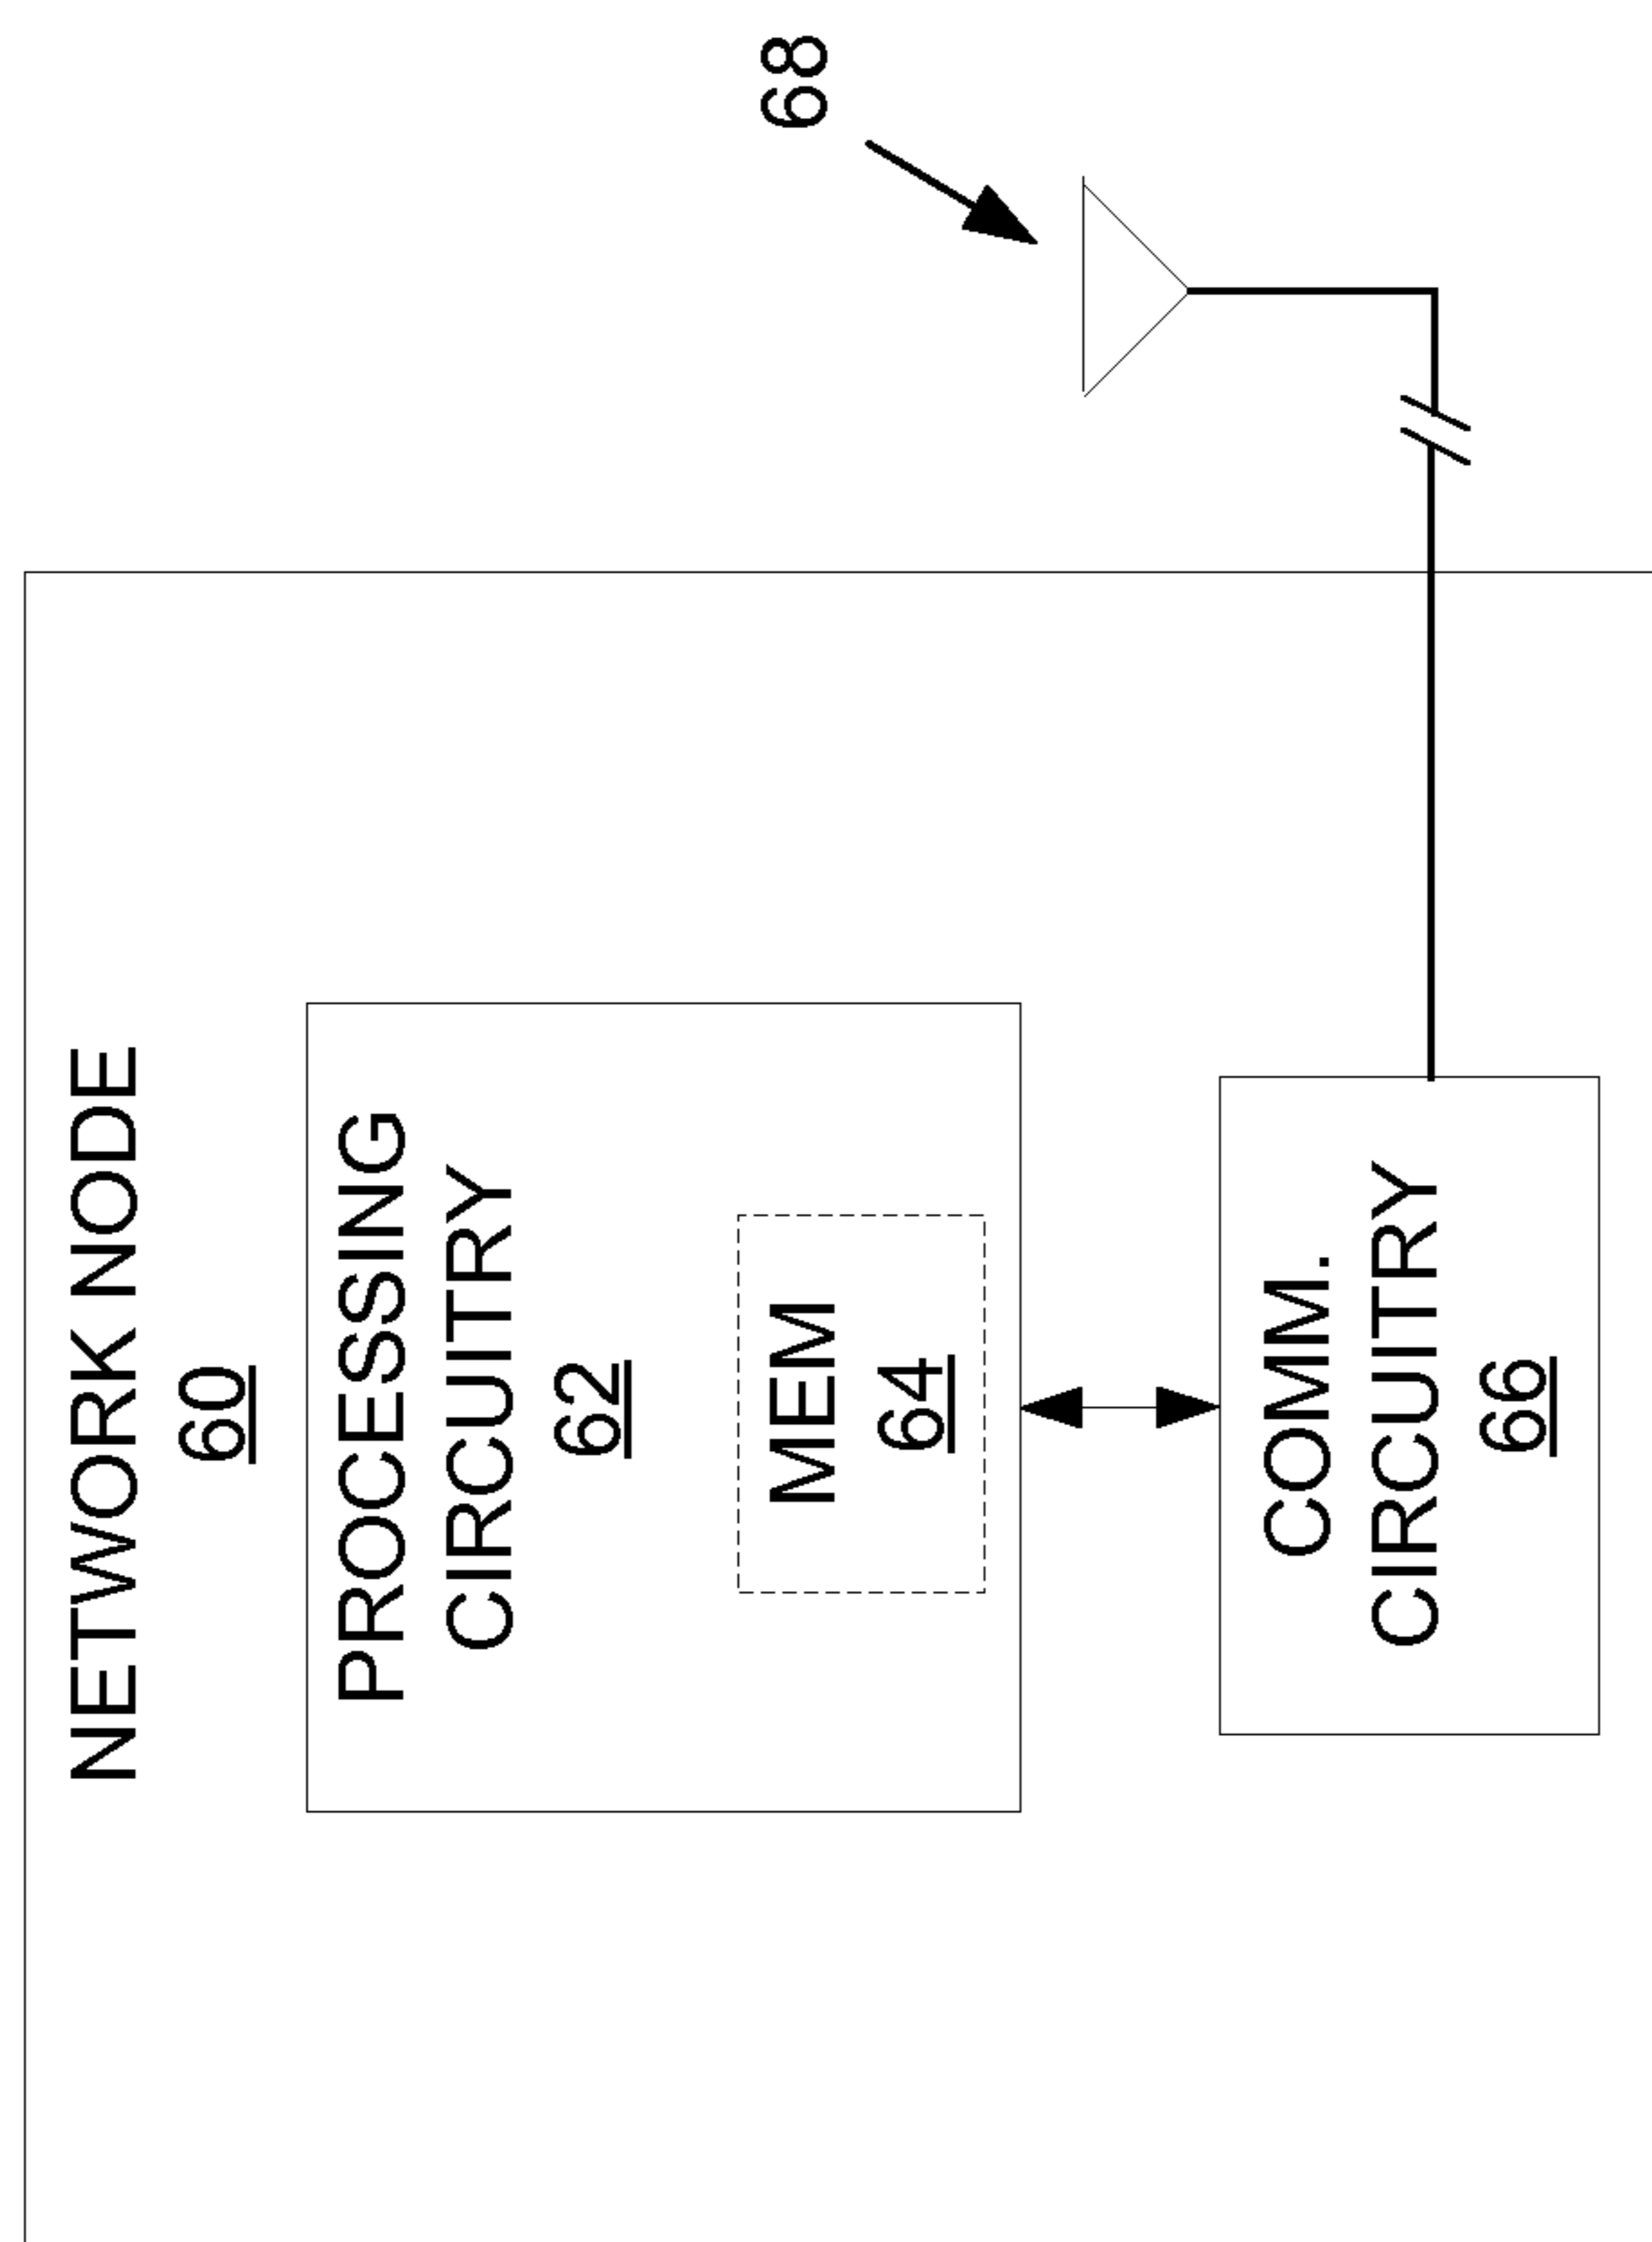 NETWORK NODE
60
PROCESSING
CIRCUITRY
62
MEM
64
COMM.
CIRCUITRY
66
68